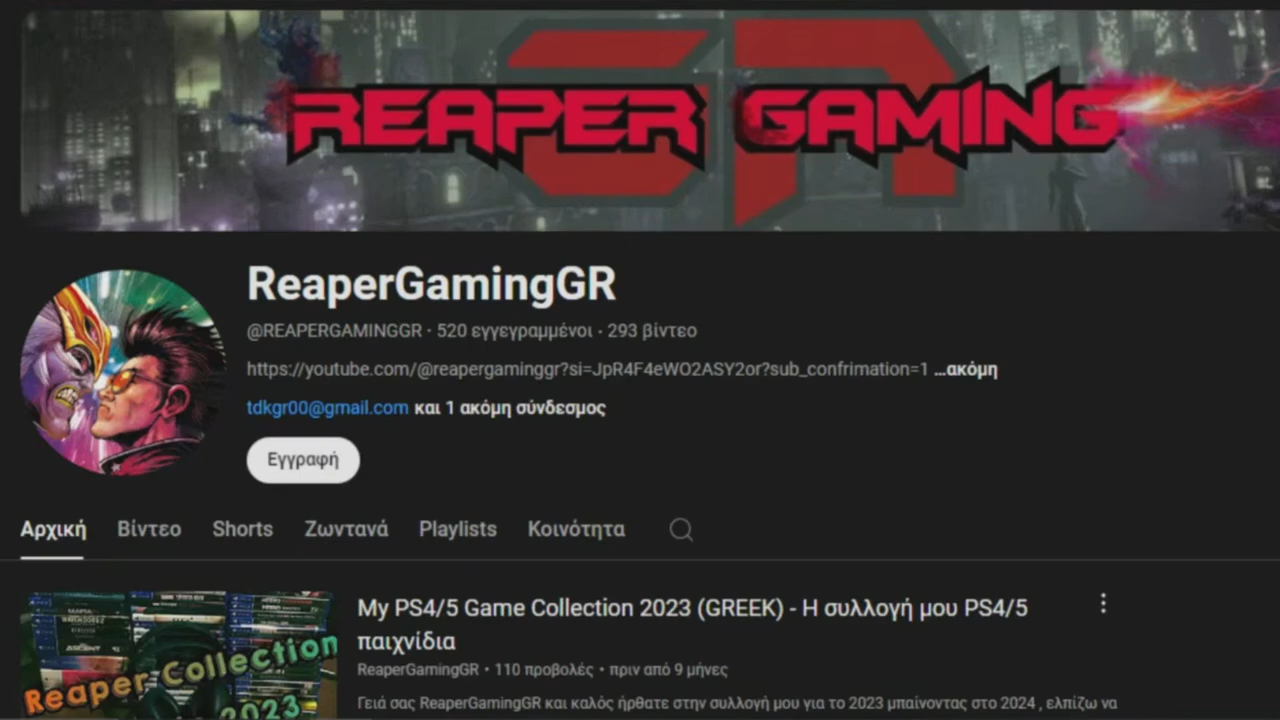 REAPER GAMING
ReaperGamingGR
@REAPERGAMINGGR · 520 εγγεγραμμένοι · 293 βίντεο
https://youtube.com/@reapergaminggr?si=JpR4F4eWO2ASY2or?sub_confrimation=1 ...ακόμη
tdkgr00@gmail.com και 1 ακόμη σύνδεσμος
Εγγραφή
Αρχική Βίντεο Shorts Ζωντανά Playlists Κοινότητα
My PS4/5 Game Collection 2023 (GREEK) - Η συλλογή μου PS4/5
παιχνίδια
ReaperGamingGR • 110 προβολές • πριν από 9 μήνες
Γειά σας ReaperGamingGR και καλός ήρθατε στην συλλογή μου για το 2023 μπαίνοντας στο 2024 , ελπίζω να
Reaper Collection
2023